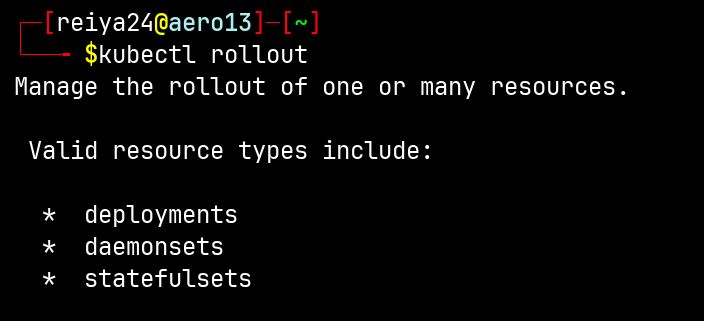 ┌─[reiya24@aero13]─[~]
└──╼ $kubectl rollout
Manage the rollout of one or many resources.
Valid resource types include:
* deployments
* daemonsets
* statefulsets